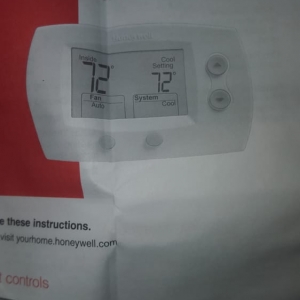 Inside
72°
Cool
Setting
72°
Fan
Auto
System
Cool
e these instructions.
visit yourhome.honeywell.com
t controls